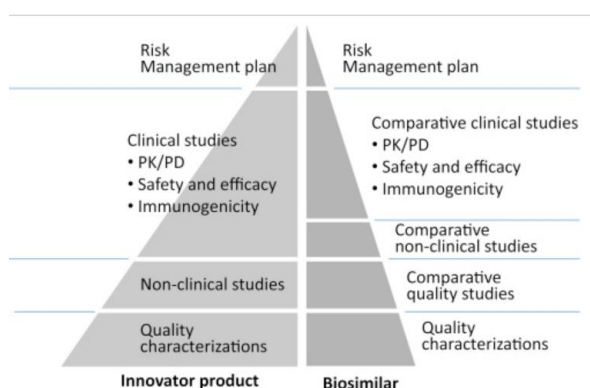 Risk
Management plan
Clinical studies
• PK/PD
• Safety and efficacy
• Immunogenicity
Non-clinical studies
Quality
characterizations
Innovator product
Risk
Management plan
Comparative clinical studies
• PK/PD
• Safety and efficacy
• Immunogenicity
Comparative
non-clinical studies
Comparative
quality studies
Quality
characterizations
Biosimilar